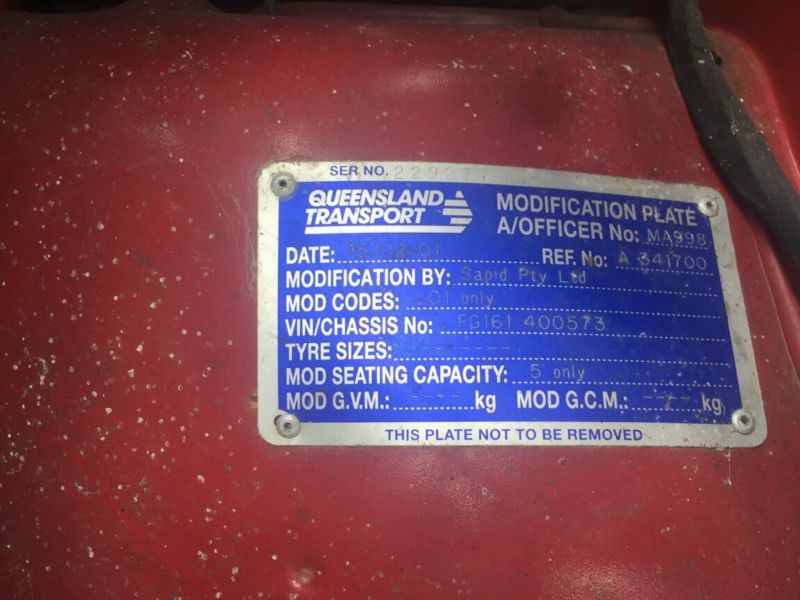 SER NO. 229277
QUEENSLAND TRANSPORT
MODIFICATION PLATE
A/OFFICER No: MA998
DATE: REF. No: A 341700
MODIFICATION BY: Sapid Pty Ltd
MOD CODES: LO1 only
VIN/CHASSIS No: FG161 400573
TYRE SIZES: --------
MOD SEATING CAPACITY: 5 only
MOD G.V.M.: ---- kg MOD G.C.M.: ---- kg
THIS PLATE NOT TO BE REMOVED